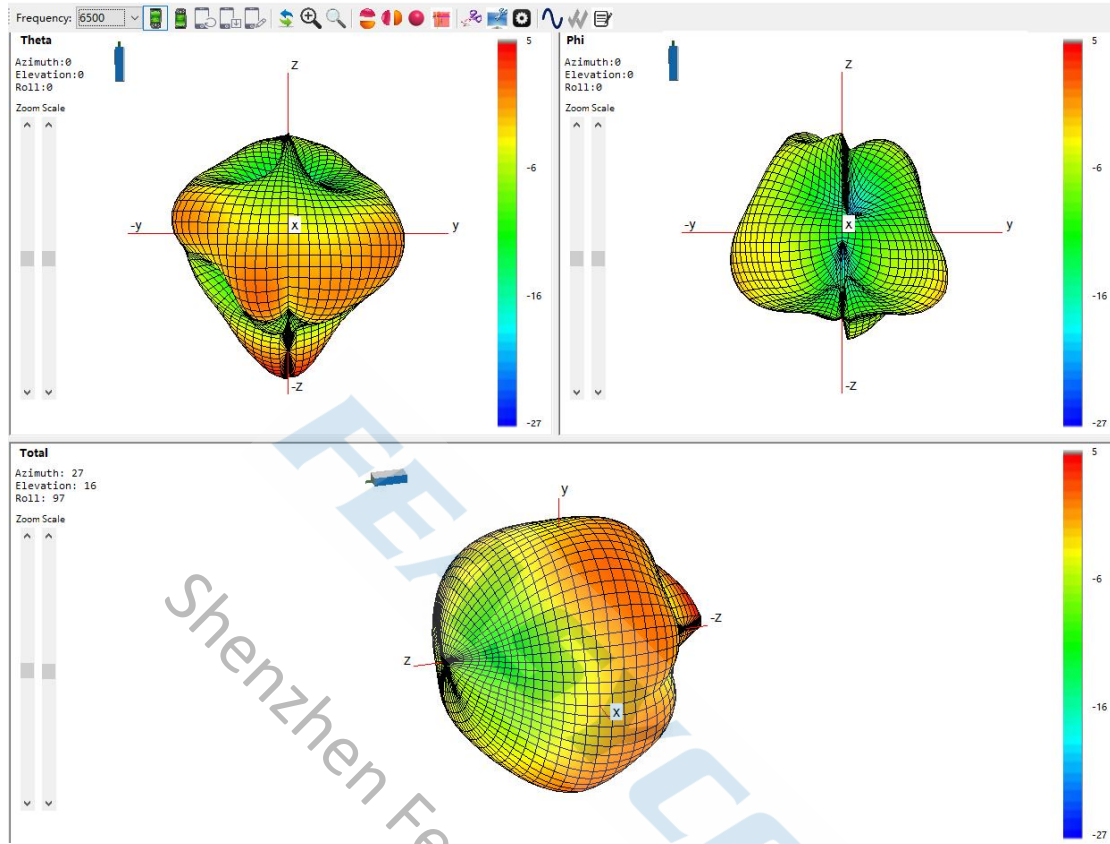 Frequency: 6500
Theta
Azimuth:0
Elevation:0
Roll:0
Zoom Scale
z
-y
x
y
-z
5
-6
-16
-27
Phi
Azimuth:0
Elevation:0
Roll:0
Zoom Scale
z
-y
x
y
-z
5
-6
-16
-27
Total
Azimuth: 27
Elevation: 16
Roll: 97
Zoom Scale
y
-z
z
x
5
-6
-16
-27
Shenzhen Fe